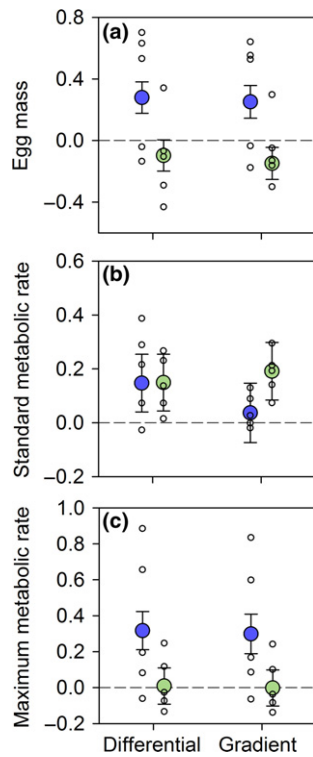 (a)
Egg mass
0.8
0.4
0.0
−0.4
(b)
Standard metabolic rate
0.6
0.4
0.2
0.0
−0.2
(c)
Maximum metabolic rate
1.0
0.8
0.6
0.4
0.2
0.0
−0.2
Differential Gradient